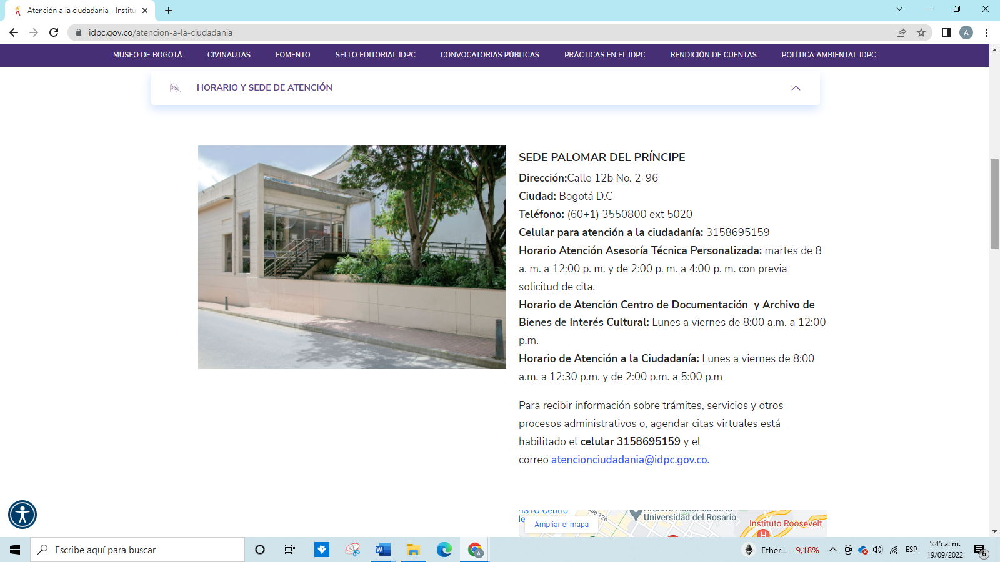 Atención a la ciudadania - Institu
idpc.gov.co/atencion-a-la-ciudadania
A
MUSEO DE BOGOTÁ CIVINAUTAS FOMENTO SELLO EDITORIAL IDPC CONVOCATORIAS PÚBLICAS PRÁCTICAS EN EL IDPC RENDICIÓN DE CUENTAS POLÍTICA AMBIENTAL IDPC
HORARIO Y SEDE DE ATENCIÓN
SEDE PALOMAR DEL PRÍNCIPE
Dirección:Calle 12b No. 2-96
Ciudad: Bogotá D.C
Teléfono: (60+1) 3550800 ext 5020
Celular para atención a la ciudadanía: 3158695159
Horario Atención Asesoría Técnica Personalizada: martes de 8
a. m. a 12:00 p. m. y de 2:00 p. m. a 4:00 p. m. con previa
solicitud de cita.
Horario de Atención Centro de Documentación y Archivo de
Bienes de Interés Cultural: Lunes a viernes de 8:00 a.m. a 12:00
p.m.
Horario de Atención a la Ciudadanía: Lunes a viernes de 8:00
a.m. a 12:30 p.m. y de 2:00 p.m. a 5:00 p.m
Para recibir información sobre trámites, servicios y otros
procesos administrativos o, agendar citas virtuales está
habilitado el celular 3158695159 y el
correo atencionciudadania@idpc.gov.co.
Centro
alle 12b
Archivo Histórico de la
Universidad del Rosario
Ampliar el mapa
Instituto Roosevelt
H
Escribe aquí para buscar
W
A
Ether... -9,18%
ESP
5:45 a. m.
19/09/2022
6